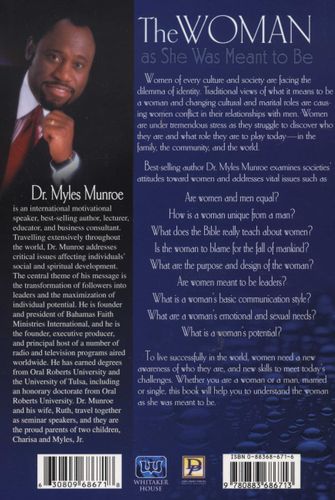 The WOMAN
as She Was Meant to Be
Women of every culture and society are facing the
dilemma of identity. Traditional views of what it means to be
a woman and changing cultural and marital roles are caus-
ing women conflict in their relationships with men. Women
are under tremendous stress as they struggle to discover who
they are and what role they are to play today—in the
family, the community, and the world.
Best-selling author Dr. Myles Munroe examines societies'
attitudes toward women and addresses vital issues such as
Are women and men equal?
How is a woman unique from a man?
What does the Bible really teach about women?
Is the woman to blame for the fall of mankind?
What are the purpose and design of the woman?
Are women meant to be leaders?
What is a woman's basic communication style?
What are a woman's emotional and sexual needs?
What is a woman's potential?
To live successfully in the world, women need a new
awareness of who they are, and new skills to meet today's
challenges. Whether you are a woman or a man, married
or single, this book will help you to understand the woman
as she was meant to be.
Dr. Myles Munroe
is an international motivational
speaker, best-selling author, lecturer,
educator, and business consultant.
Travelling extensively throughout
the world, Dr. Munroe addresses
critical issues affecting individuals'
social and spiritual development.
The central theme of his message is
the transformation of followers into
leaders and the maximization of
individual potential. He is founder
and president of Bahamas Faith
Ministries International, and he is
the founder, executive producer, and
principal host of a number of
radio and television programs aired
worldwide. He has earned degrees
from Oral Roberts University and
the University of Tulsa, including
an honorary doctorate from Oral
Roberts University. Dr. Munroe
and his wife, Ruth, travel together
as seminar speakers, and they are
the proud parents of two children,
Charisa and Myles, Jr.
6 30809 68671 8
WHITAKER
HOUSE
ISBN 0-88368-671-6
9 780883 686713